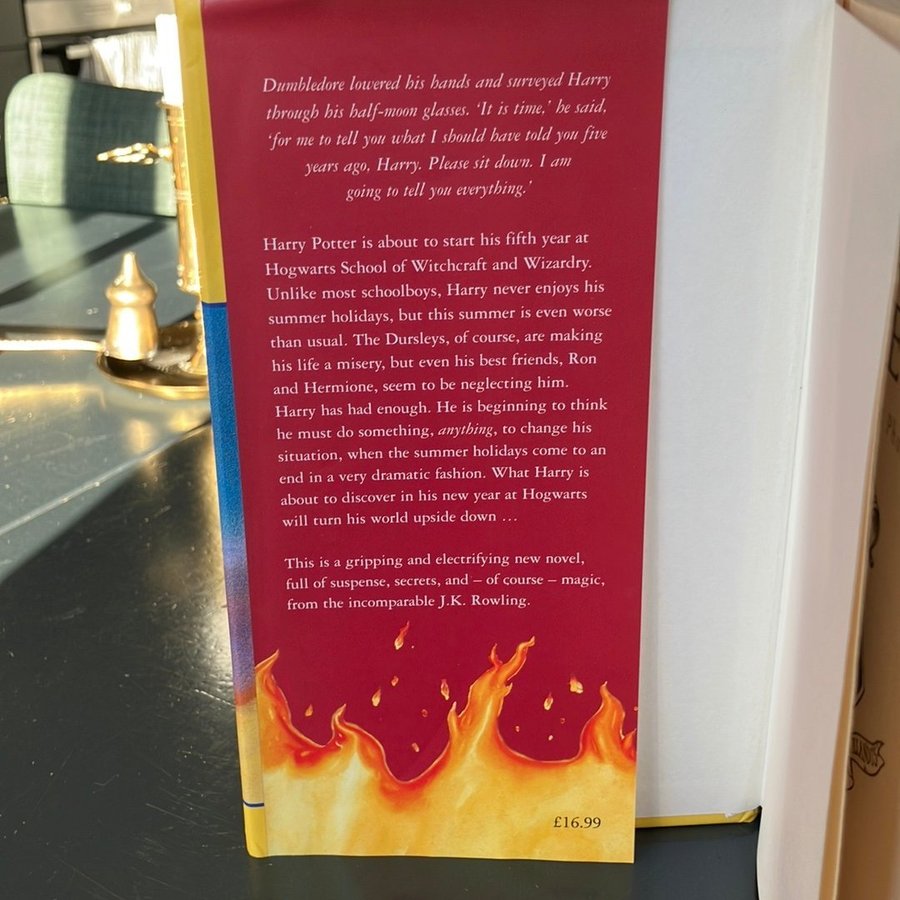 Dumbledore lowered his hands and surveyed Harry
through his half-moon glasses. ‘It is time,’ he said,
‘for me to tell you what I should have told you five
years ago, Harry. Please sit down. I am
going to tell you everything.’
Harry Potter is about to start his fifth year at
Hogwarts School of Witchcraft and Wizardry.
Unlike most schoolboys, Harry never enjoys his
summer holidays, but this summer is even worse
than usual. The Dursleys, of course, are making
his life a misery, but even his best friends, Ron
and Hermione, seem to be neglecting him.
Harry has had enough. He is beginning to think
he must do something, anything, to change his
situation, when the summer holidays come to an
end in a very dramatic fashion. What Harry is
about to discover in his new year at Hogwarts
will turn his world upside down …
This is a gripping and electrifying new novel,
full of suspense, secrets, and – of course – magic,
from the incomparable J.K. Rowling.
£16.99